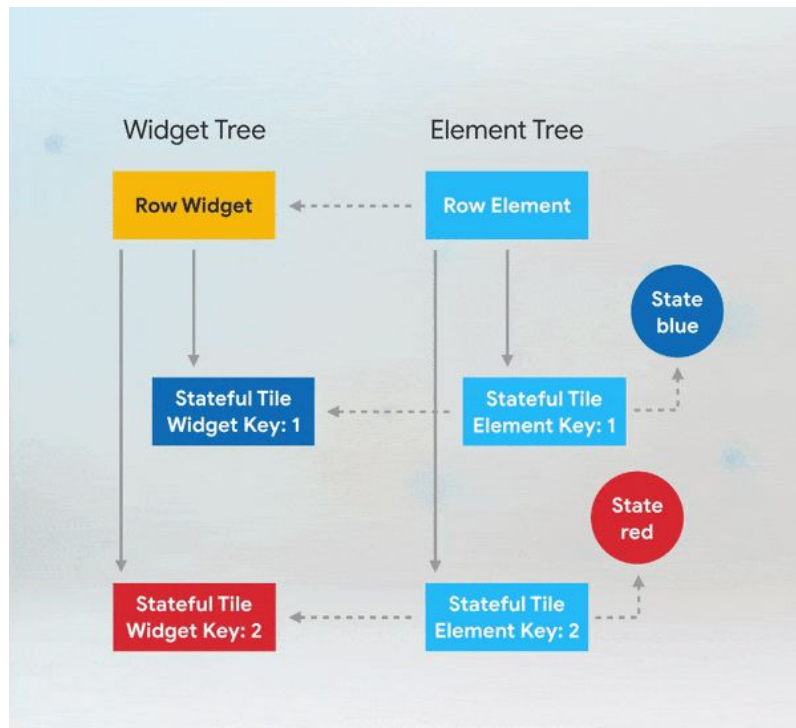 Widget Tree
Element Tree
Row Widget
Row Element
State
blue
Stateful Tile
Widget Key: 1
Stateful Tile
Element Key: 1
State
red
Stateful Tile
Widget Key: 2
Stateful Tile
Element Key: 2